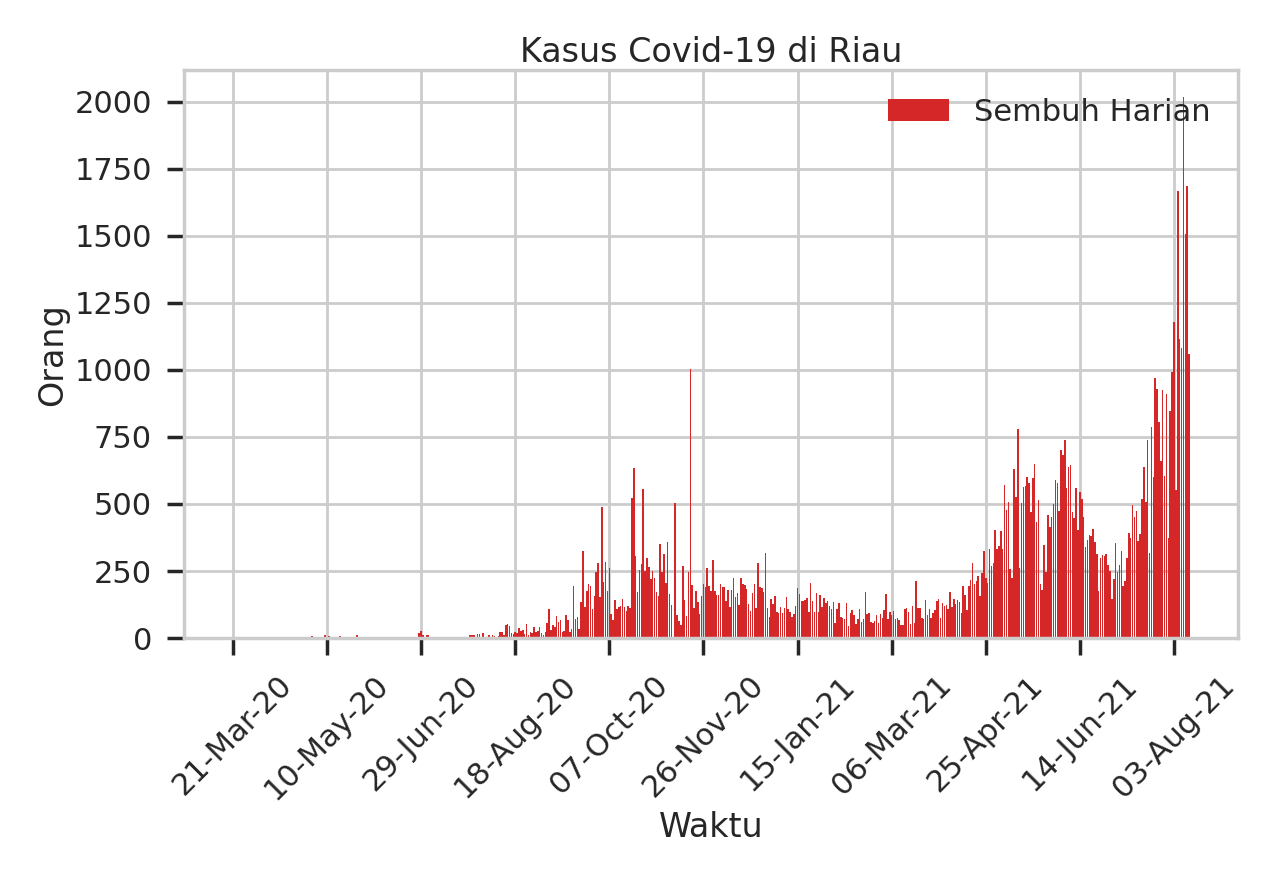 Kasus Covid-19 di Riau
Sembuh Harian
2000
1750
1500
1250
1000
750
500
250
0
Orang
21-Mar-20
10-May-20
29-Jun-20
18-Aug-20
07-Oct-20
26-Nov-20
15-Jan-21
06-Mar-21
25-Apr-21
14-Jun-21
03-Aug-21
Waktu